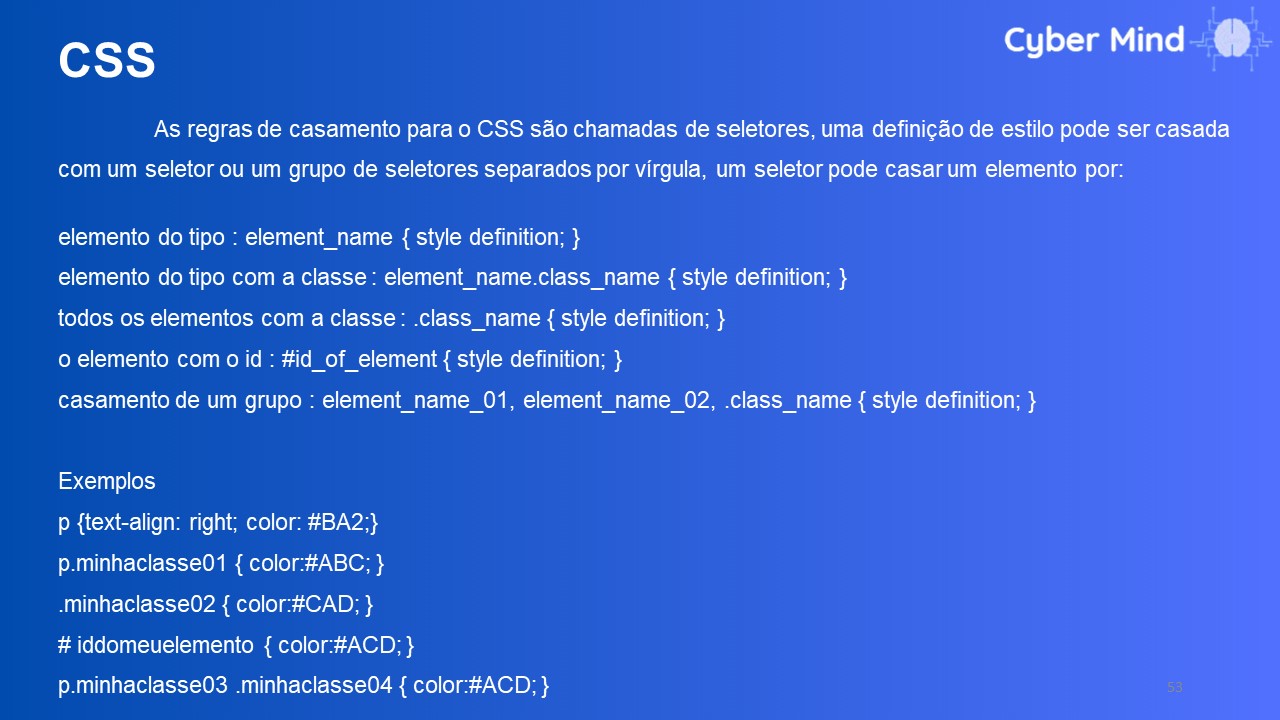 Cyber Mind
CSS
As regras de casamento para o CSS são chamadas de seletores, uma definição de estilo pode ser casada
com um seletor ou um grupo de seletores separados por vírgula, um seletor pode casar um elemento por:
elemento do tipo : element_name { style definition; }
elemento do tipo com a classe : element_name.class_name { style definition; }
todos os elementos com a classe : .class_name { style definition; }
o elemento com o id : #id_of_element { style definition; }
casamento de um grupo : element_name_01, element_name_02, .class_name { style definition; }
Exemplos
p {text-align: right; color: #BA2;}
p.minhaclasse01 { color:#ABC; }
.minhaclasse02 { color:#CAD; }
# iddomeuelemento { color:#ACD; }
p.minhaclasse03 .minhaclasse04 { color:#ACD; }
53